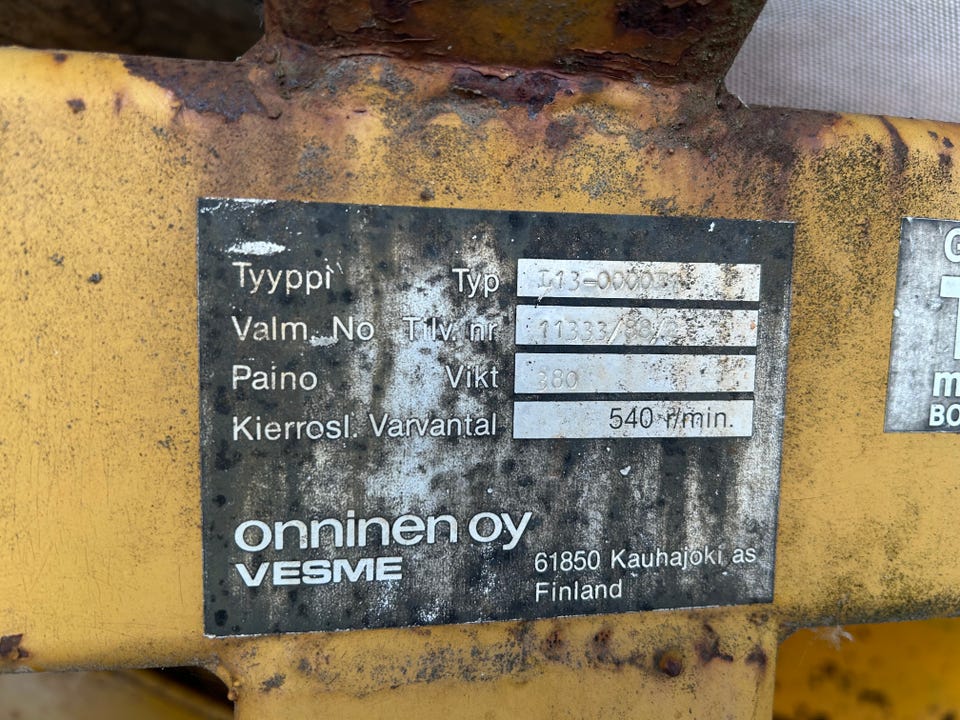 Tyyppi Typ
Valm. No Tilv. nr
Paino Vikt 380
Kierrosl. Varvantal 540 r/min.
onninen oy
VESME
61850 Kauhajoki as
Finland
G
T
m
BO